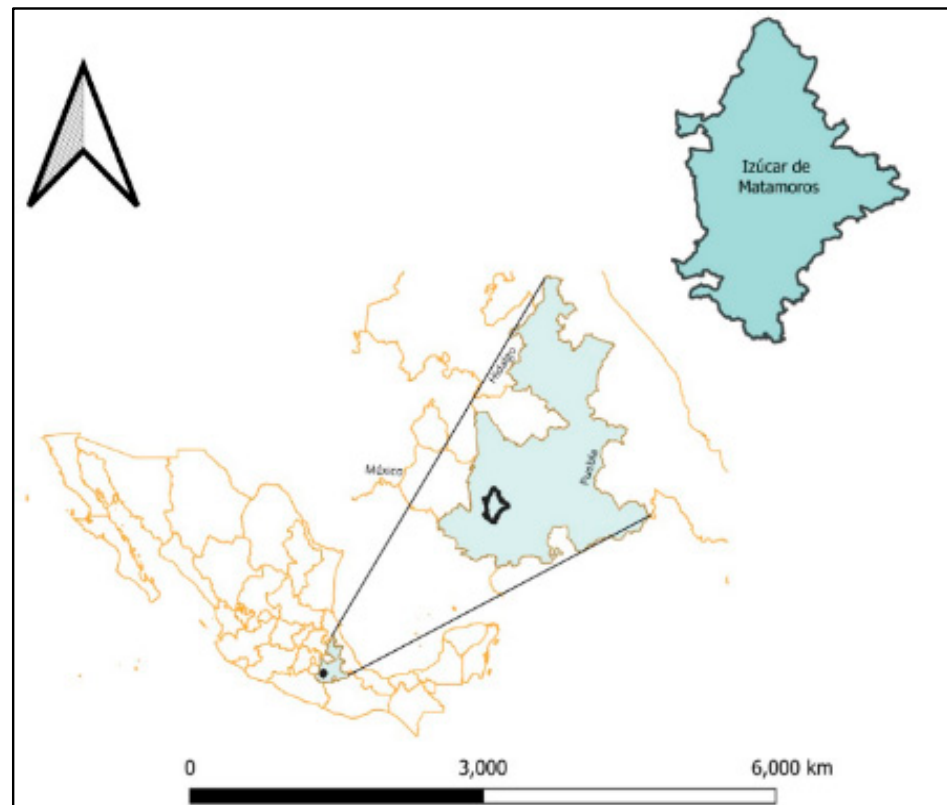 Izúcar de
Matamoros
Hidalgo
México
Puebla
0 3,000 6,000 km